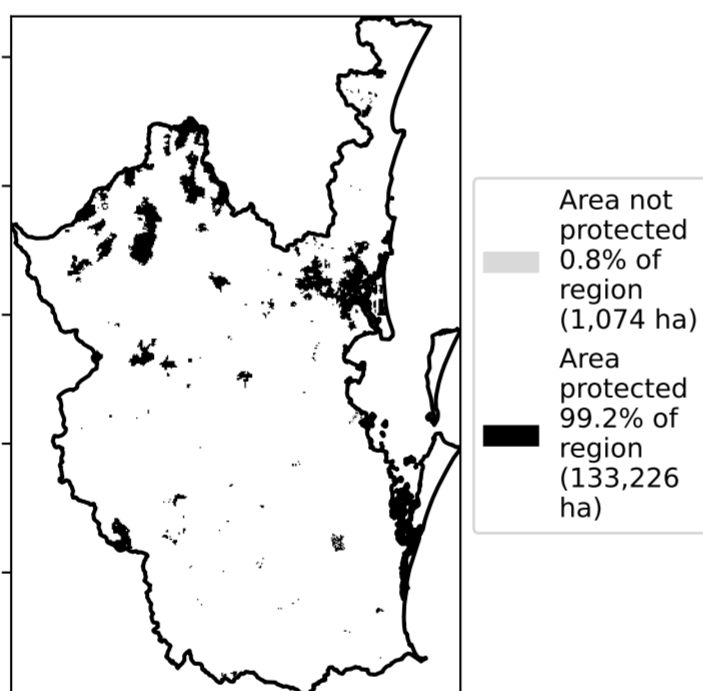 Area not
protected
0.8% of
region
(1,074 ha)
Area
protected
99.2% of
region
(133,226
ha)